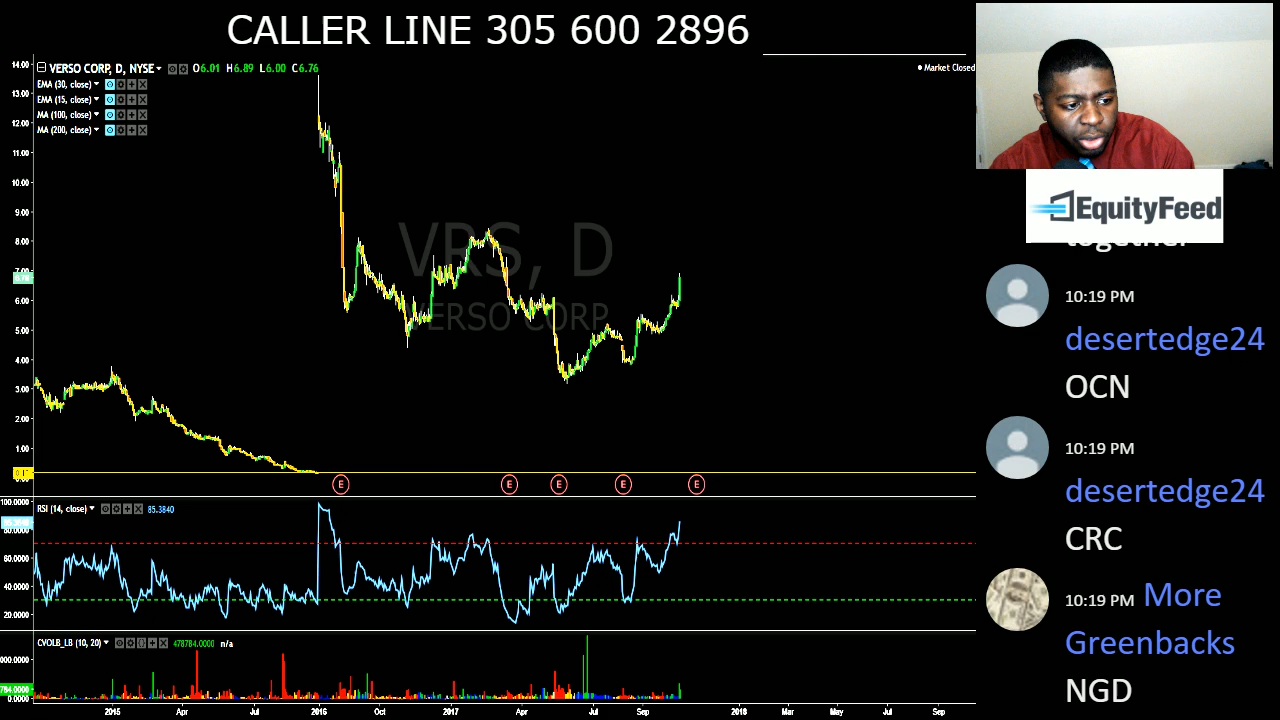 CALLER LINE 305 600 2896
VERSO CORP, D, NYSE O6.01 H6.89 L6.00 C6.76
Market Closed
EMA (30, close)
EMA (15, close)
MA (100, close)
MA (200, close)
14.00
13.00
12.00
11.00
10.00
9.00
8.00
6.00
5.00
4.00
3.00
2.00
1.00
VRS, D
VERSO CORP
E E E E E
100.0000
RSI (14, close) 85.3840
80.0000
60.0000
40.0000
20.0000
CVOLB_LB (10, 20) 478784.0000 n/a
0.0000
2015 Apr Jul 2016 Oct 2017 Apr Jul Sep 2018 Mar May Jul Sep
EquityFeed
together
10:19 PM
desertedge24
OCN
10:19 PM
desertedge24
CRC
10:19 PM More
Greenbacks
NGD